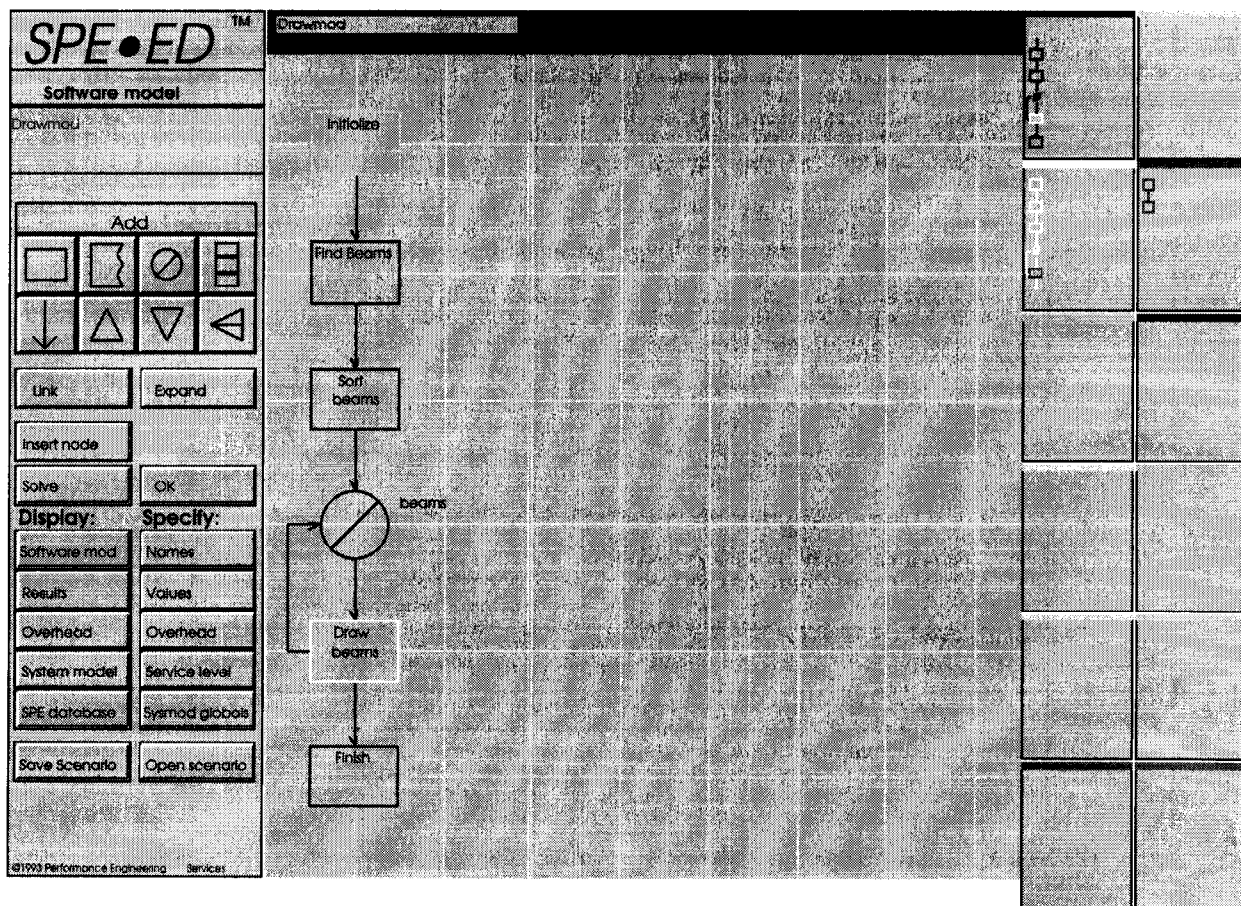 SPE•ED TM
Software model
Drawmod
Add
Link
Expand
Insert node
Solve
OK
Display:
Specify:
Software mod
Names
Results
Values
Overhead
Overhead
System model
Service level
SPE database
Sysmod globals
Save Scenario
Open scenario
©1993 Performance Engineering Services
Drawmod
Initialize
Find Beams
Sort
beams
beams
Draw
beams
Finish